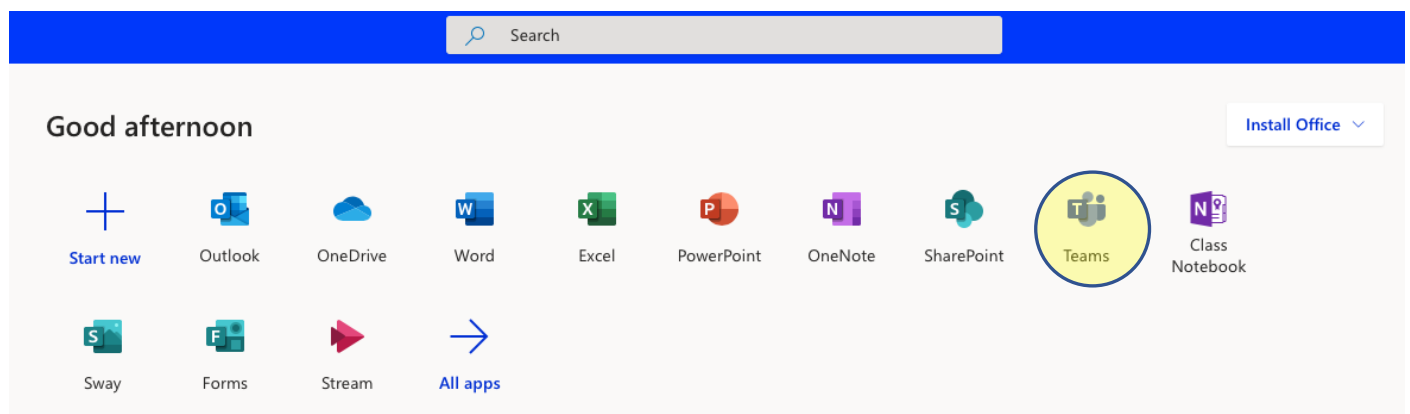 Search
Good afternoon
Install Office
Start new
O
Outlook
OneDrive
W
Word
X
Excel
P
PowerPoint
N
OneNote
S
SharePoint
T
Teams
N
Class
Notebook
S
Sway
F
Forms
Stream
All apps